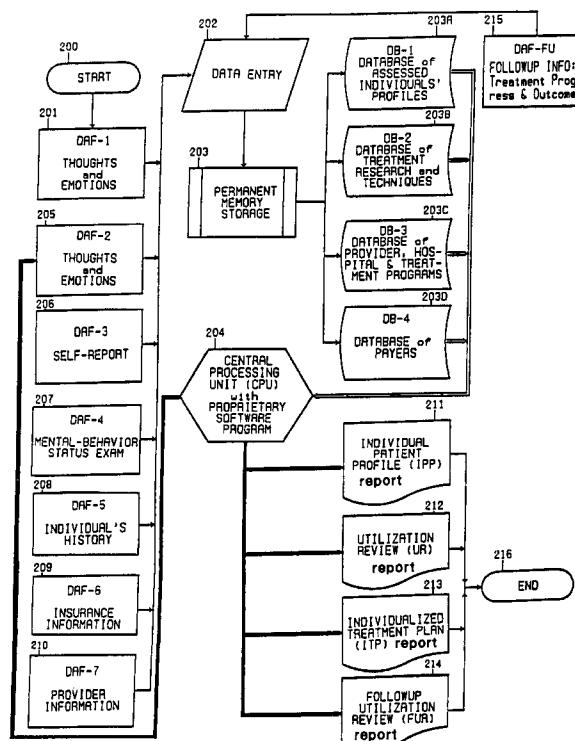 200
START
201
DAF-1
THOUGHTS
and
EMOTIONS
205
DAF-2
THOUGHTS
and
EMOTIONS
206
DAF-3
SELF-REPORT
207
DAF-4
MENTAL-BEHAVIOR
STATUS EXAM
208
DAF-5
INDIVIDUAL'S
HISTORY
209
DAF-6
INSURANCE
INFORMATION
210
DAF-7
PROVIDER
INFORMATION
202
DATA ENTRY
203
PERMANENT
MEMORY
STORAGE
204
CENTRAL
PROCESSING
UNIT (CPU)
with
PROPRIETARY
SOFTWARE
PROGRAM
203A
DB-1
DATABASE of
ASSESSED
INDIVIDUALS'
PROFILES
203B
DB-2
DATABASE of
TREATMENT
RESEARCH and
TECHNIQUES
203C
DB-3
DATABASE of
PROVIDER, HOS-
PITAL & TREAT-
MENT PROGRAMS
203D
DB-4
DATABASE of
PAYERS
215
DAF-FU
FOLLOWUP INFO:
Treatment Prog
ress & Outcome
211
INDIVIDUAL
PATIENT
PROFILE (IPP)
report
212
UTILIZATION
REVIEW (UR)
report
213
INDIVIDUALIZED
TREATMENT
PLAN (ITP) report
214
FOLLOWUP
UTILIZATION
REVIEW (FUR)
report
216
END